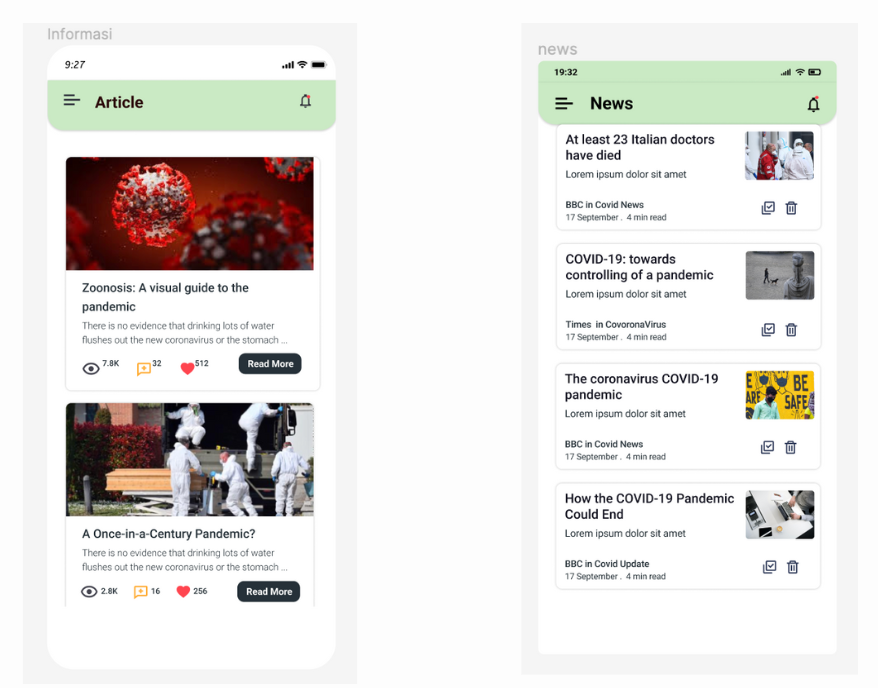 Informasi
9:27
Article
Zoonosis: A visual guide to the
pandemic
There is no evidence that drinking lots of water
flushes out the new coronavirus or the stomach ...
7.8K
32
512
Read More
A Once-in-a-Century Pandemic?
There is no evidence that drinking lots of water
flushes out the new coronavirus or the stomach ...
2.8K
16
256
Read More
news
19:32
News
At least 23 Italian doctors
have died
Lorem ipsum dolor sit amet
BBC in Covid News
17 September . 4 min read
COVID-19: towards
controlling of a pandemic
Lorem ipsum dolor sit amet
Times in CovoronaVirus
17 September . 4 min read
The coronavirus COVID-19
pandemic
Lorem ipsum dolor sit amet
BE
SAFE
BBC in Covid News
17 September . 4 min read
How the COVID-19 Pandemic
Could End
Lorem ipsum dolor sit amet
BBC in Covid Update
17 September . 4 min read